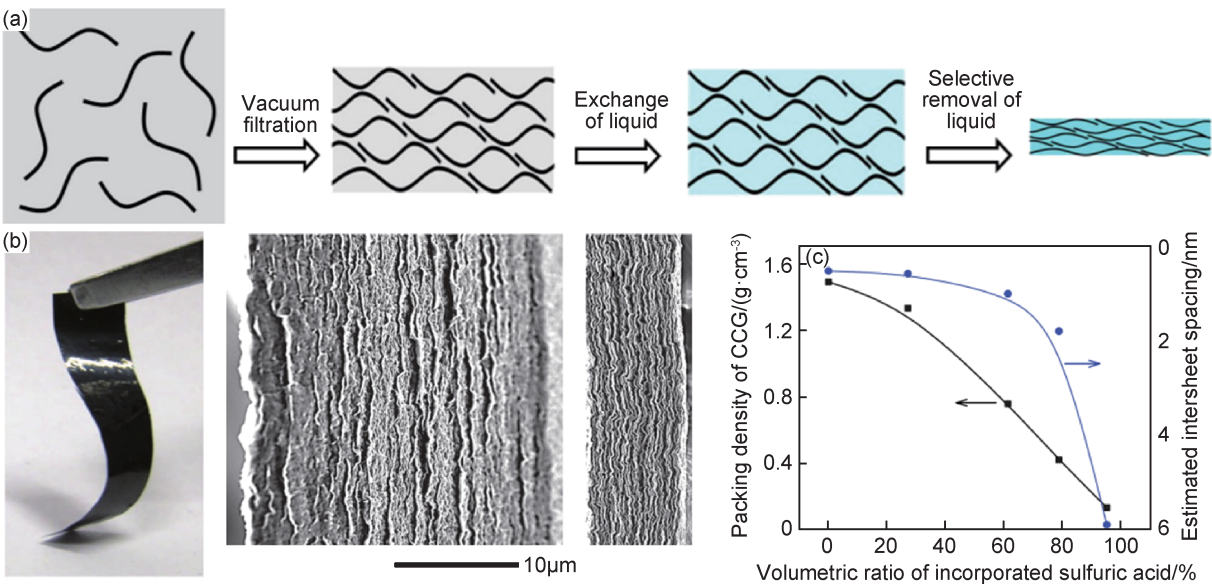 (a)
Vacuum
filtration
Exchange
of liquid
Selective
removal of
liquid
(b)
10μm
(c)
Packing density of CCG/(g·cm⁻³)
1.6
1.2
0.8
0.4
0
0
20
40
60
80
100
Volumetric ratio of incorporated sulfuric acid/%
0
2
4
6
Estimated intersheet spacing/nm